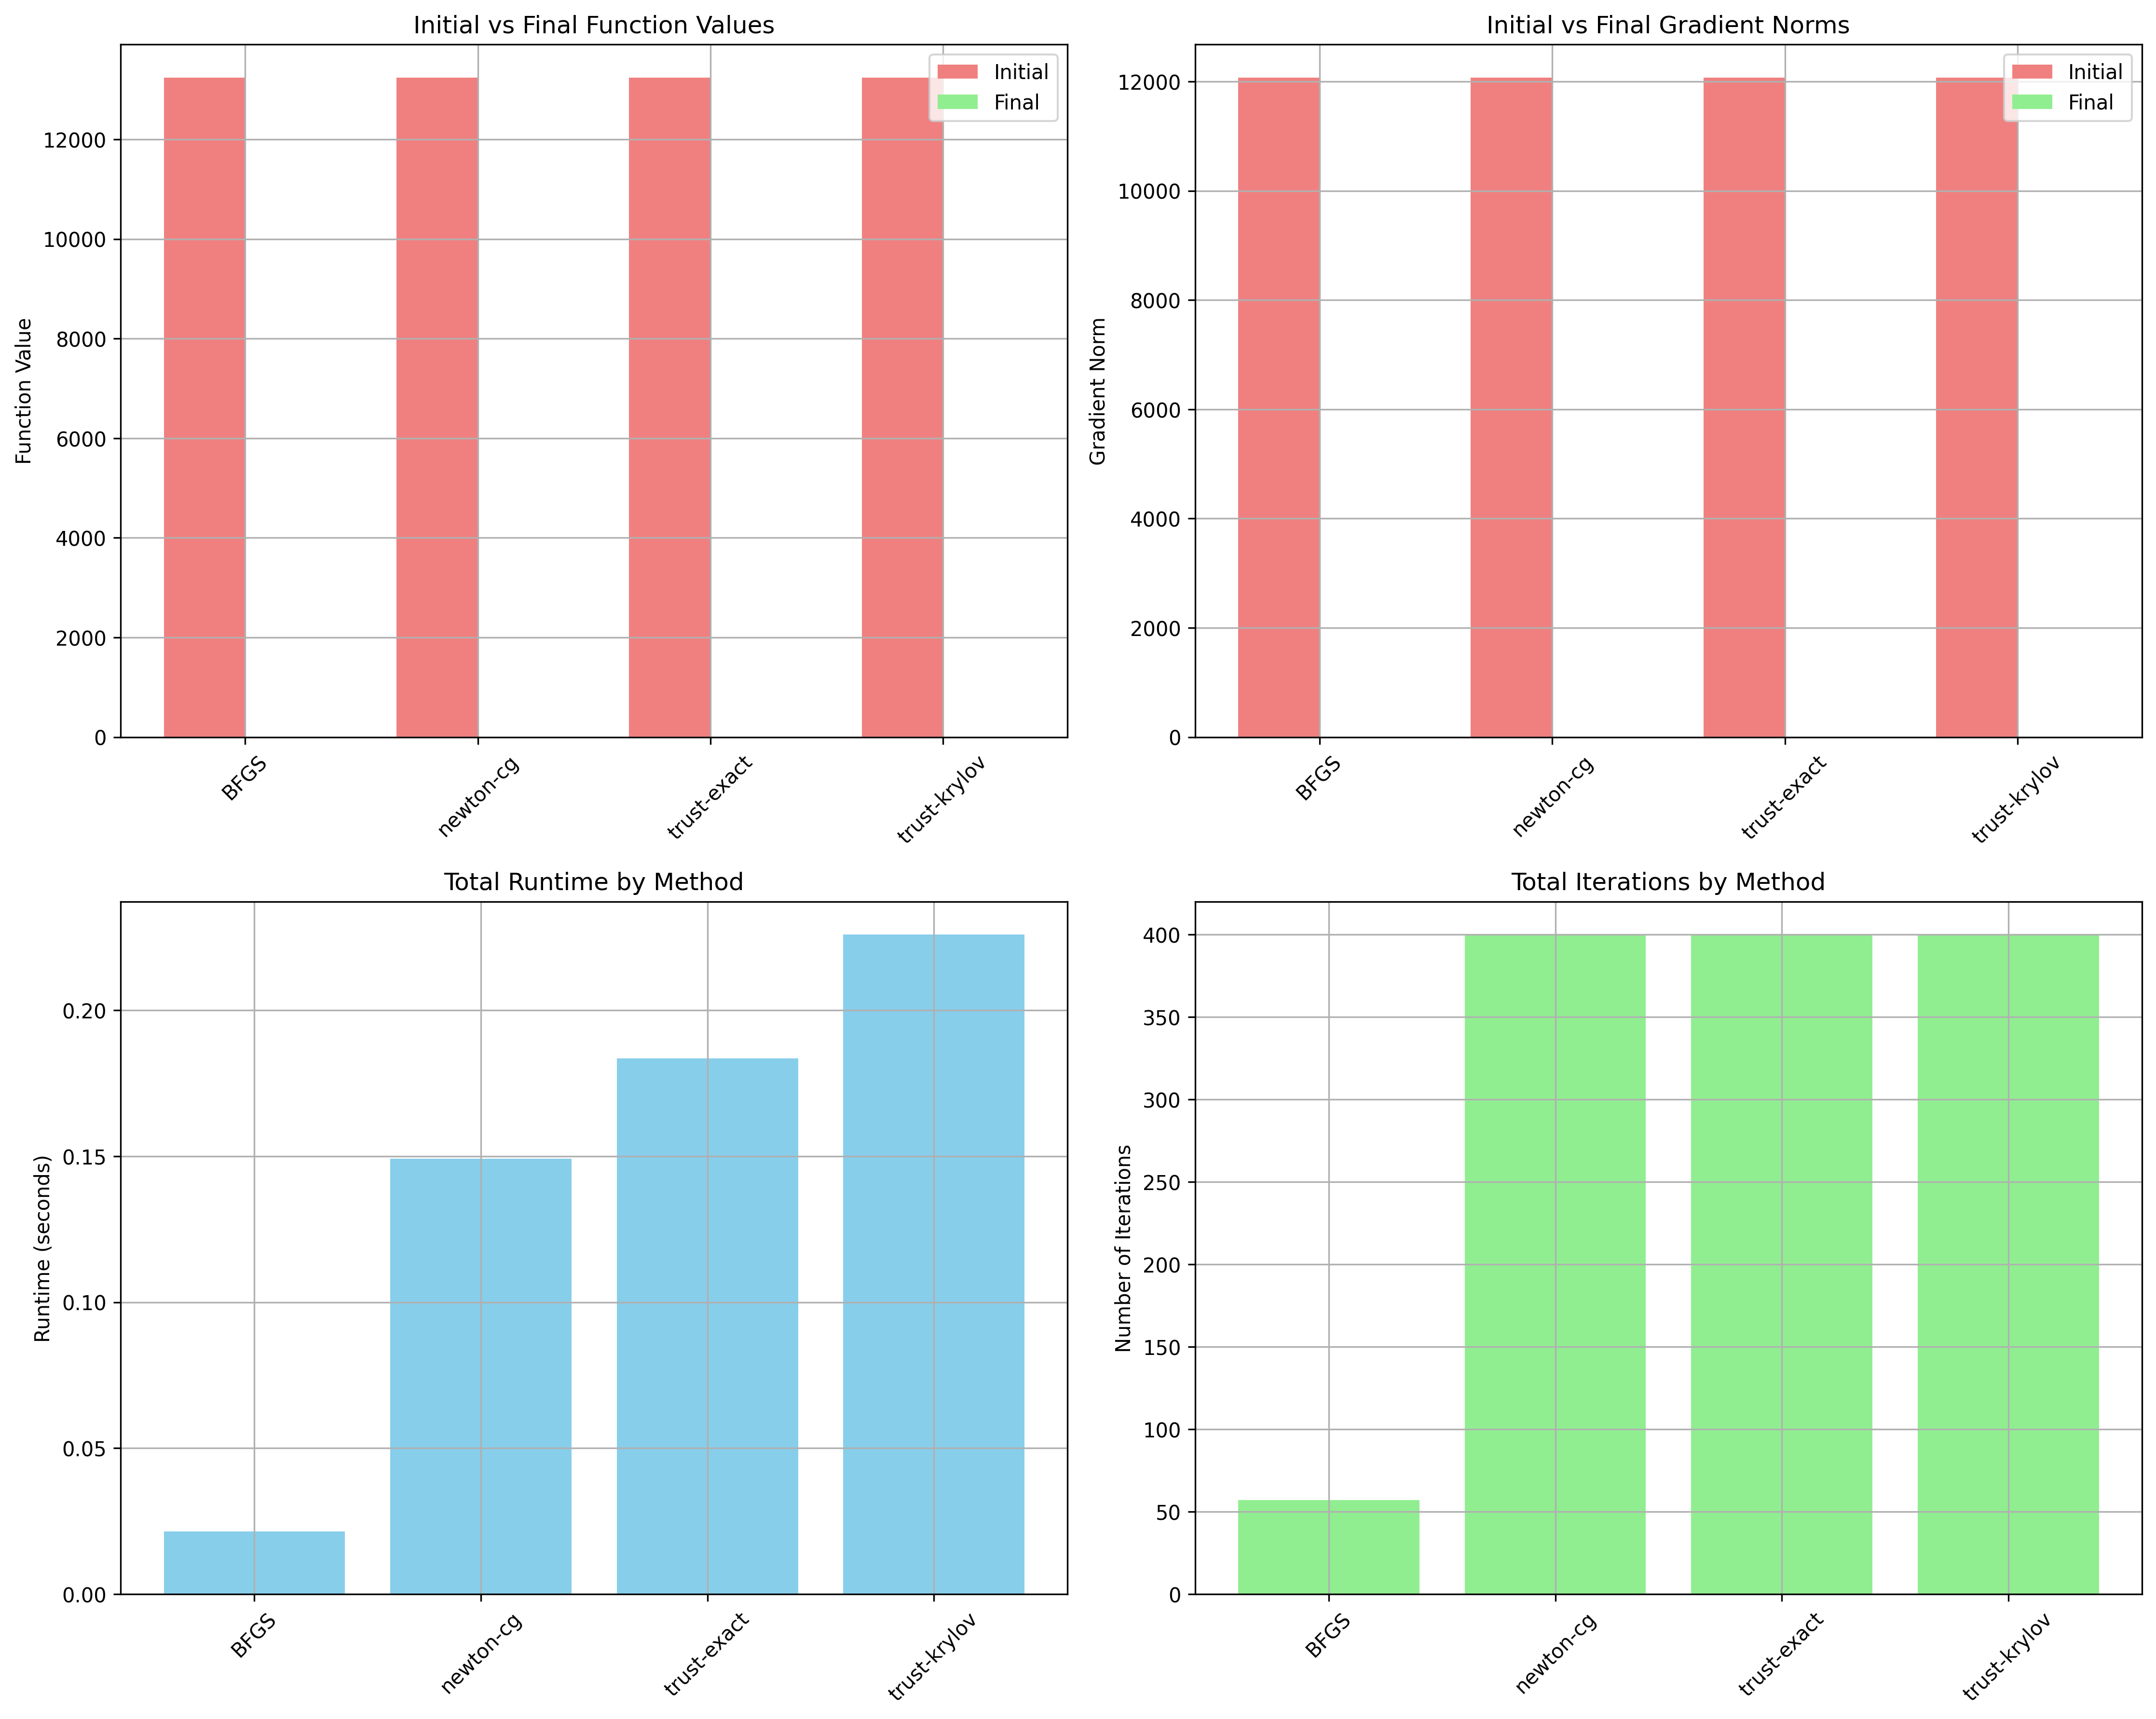 Initial vs Final Function Values
Initial
Final
12000
10000
8000
6000
4000
2000
0
Function Value
BFGS
newton-cg
trust-exact
trust-krylov
Initial vs Final Gradient Norms
Initial
Final
12000
10000
8000
6000
4000
2000
0
Gradient Norm
BFGS
newton-cg
trust-exact
trust-krylov
Total Runtime by Method
0.20
0.15
0.10
0.05
0.00
Runtime (seconds)
BFGS
newton-cg
trust-exact
trust-krylov
Total Iterations by Method
400
350
300
250
200
150
100
50
0
Number of Iterations
BFGS
newton-cg
trust-exact
trust-krylov